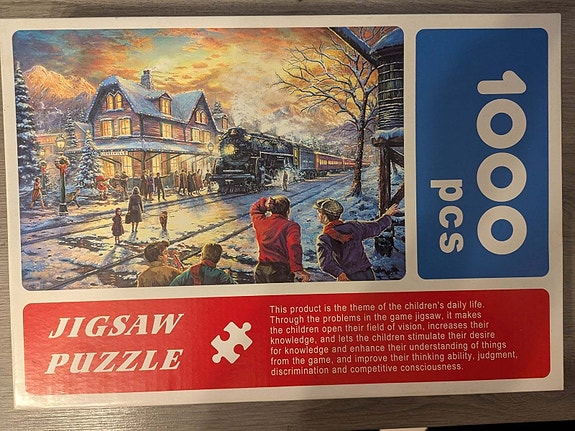 1000
pcs
JIGSAW
PUZZLE
This product is the theme of the children's daily life.
Through the problems in the game jigsaw, it makes
the children open their field of vision, increases their
knowledge, and lets the children stimulate their desire
for knowledge and enhance their understanding of things
from the game, and improve their thinking ability, judgment,
discrimination and competitive consciousness.